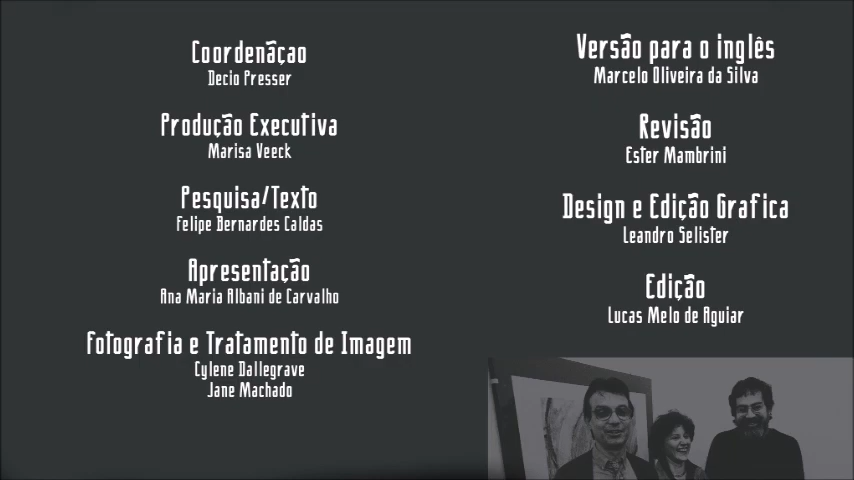 Coordenãçao
Decio Presser
Produção Executiva
Marisa Veeck
Pesquisa/Texto
Felipe Bernardes Caldas
Apresentação
Ana Maria Albani de Carvalho
Fotografia e Tratamento de Imagem
Cylene Dallegrave
Jane Machado
Versão para o inglês
Marcelo Oliveira da Silva
Revisão
Ester Mambrini
Design e Edição Grafica
Leandro Selister
Edição
Lucas Melo de Aguiar